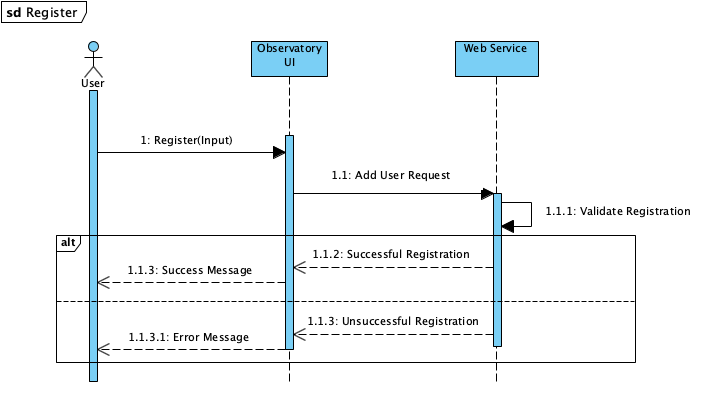 sd Register
Observatory
UI
Web Service
User
1: Register(Input)
1.1: Add User Request
1.1.1: Validate Registration
alt
1.1.2: Successful Registration
1.1.3: Success Message
1.1.3: Unsuccessful Registration
1.1.3.1: Error Message